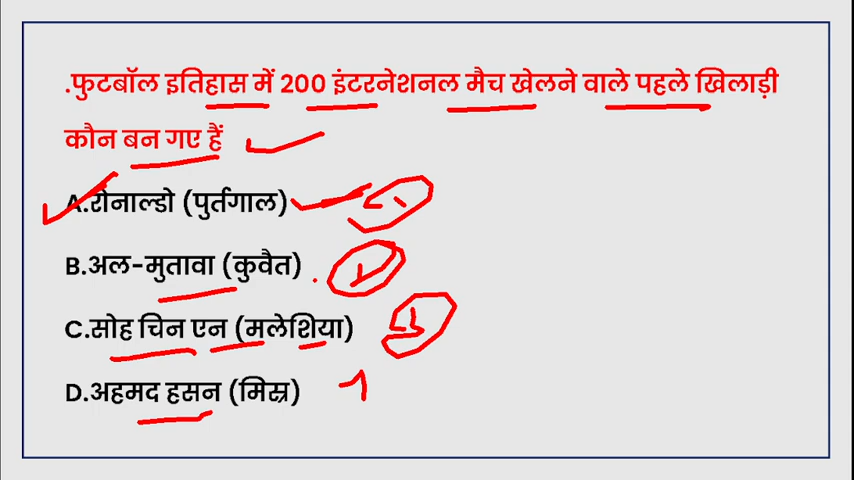 .फुटबॉल इतिहास में 200 इंटरनेशनल मैच खेलने वाले पहले खिलाड़ी
कौन बन गए हैं
A.रोनाल्डो (पुर्तगाल)
B.अल-मुतावा (कुवैत)
C.सोह चिन एन (मलेशिया)
D.अहमद हसन (मिस्र)